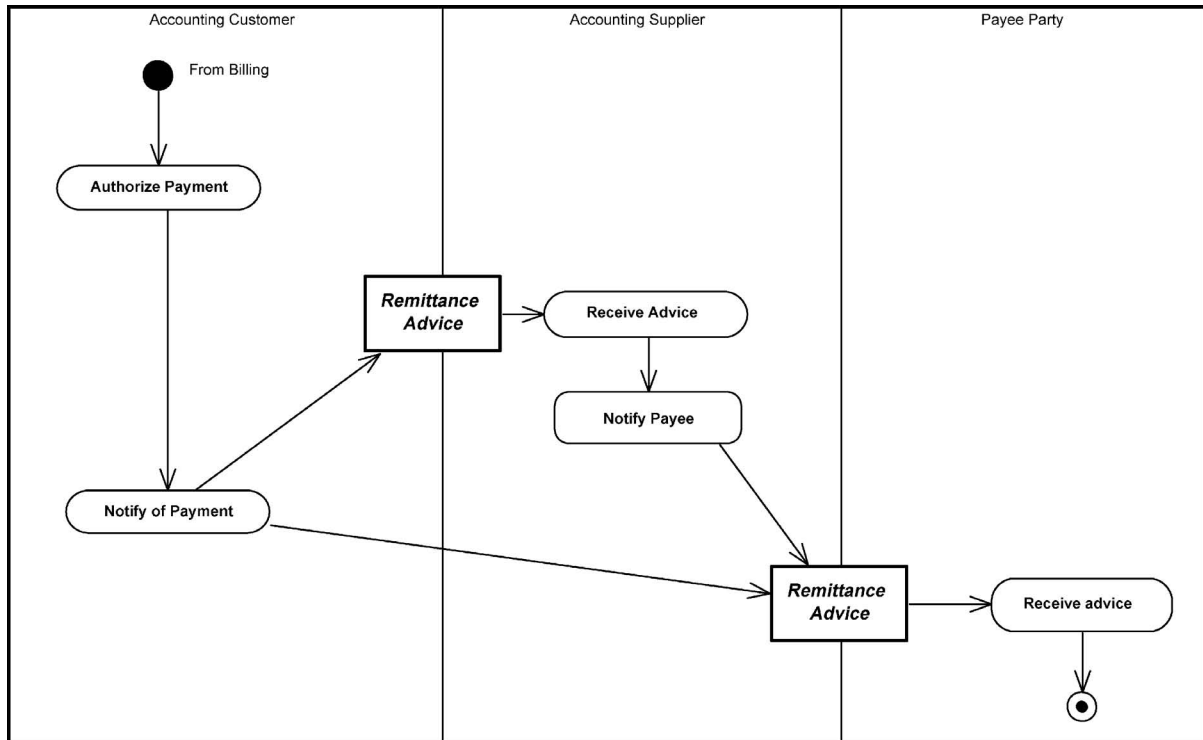 Accounting Customer
Accounting Supplier
Payee Party
From Billing
Authorize Payment
Remittance
Advice
Receive Advice
Notify Payee
Notify of Payment
Remittance
Advice
Receive advice